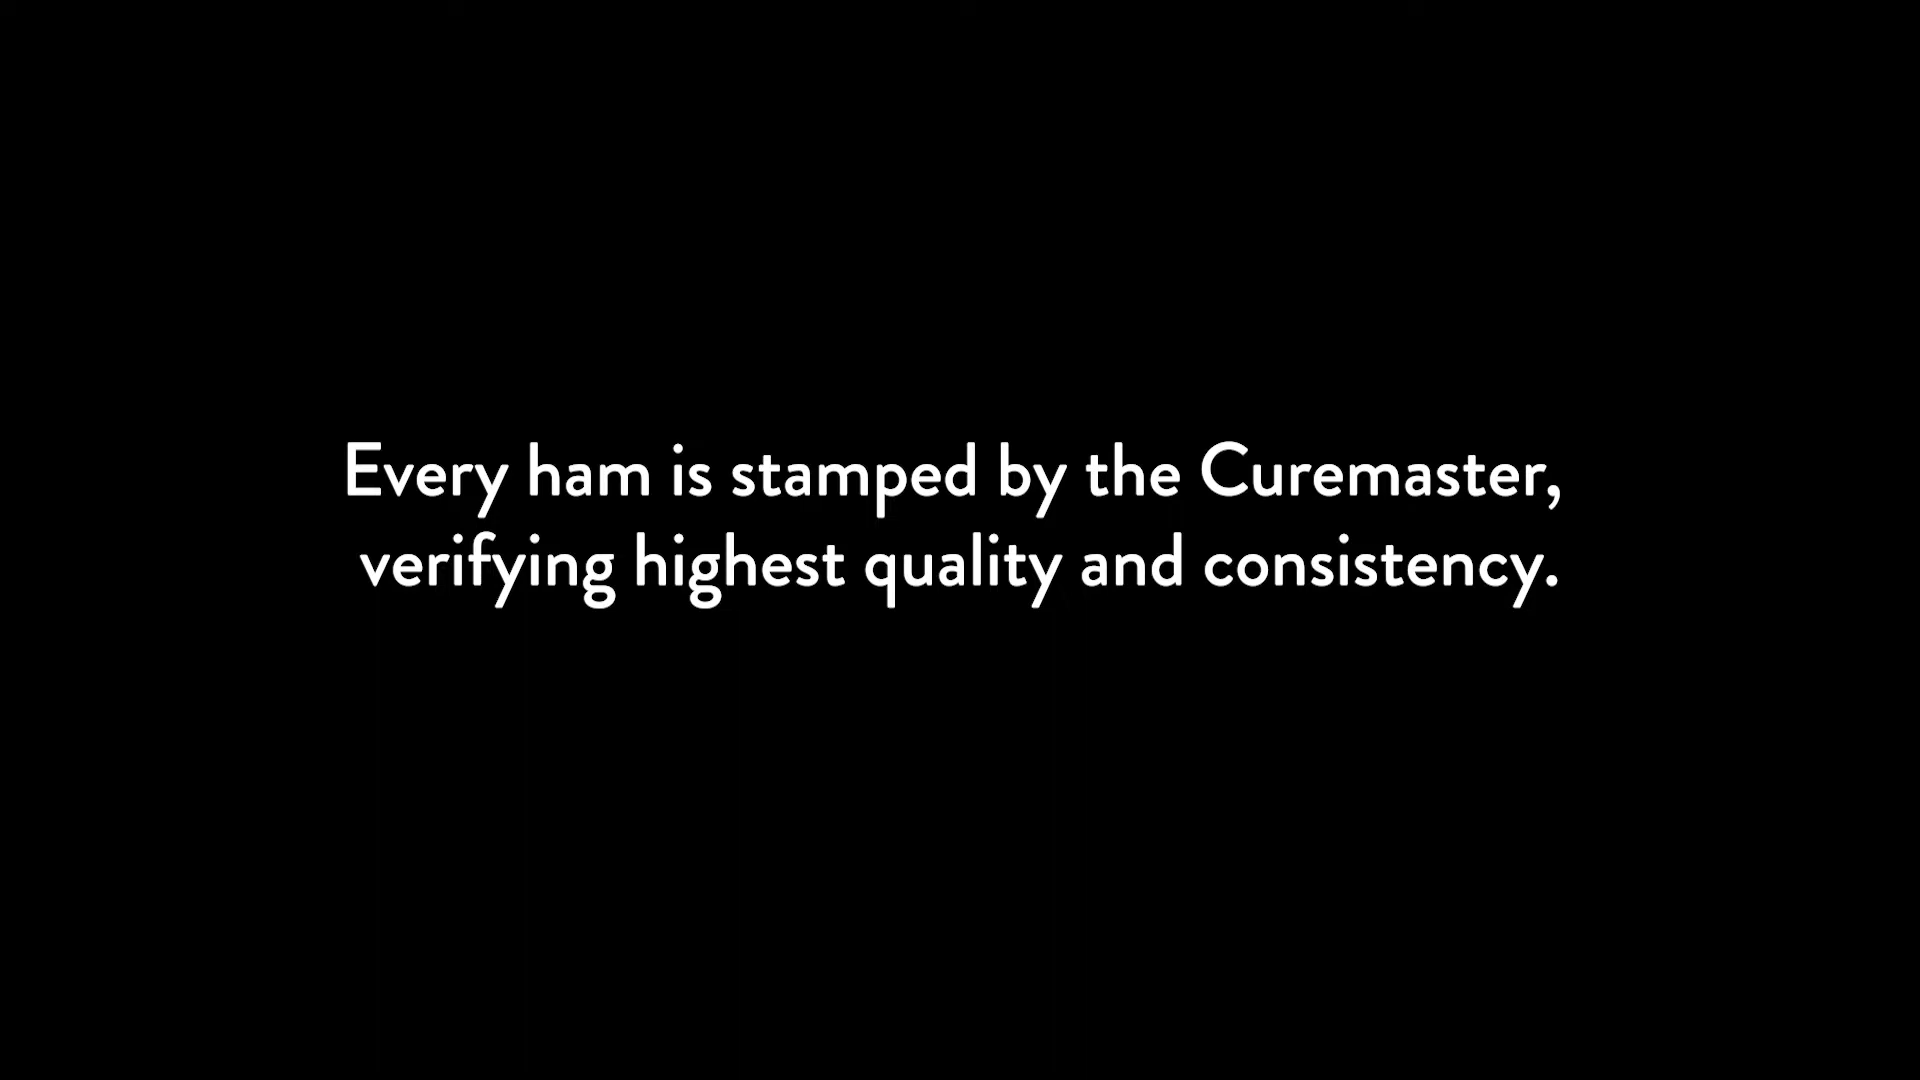 Every ham is stamped by the Curemaster,
verifying highest quality and consistency.